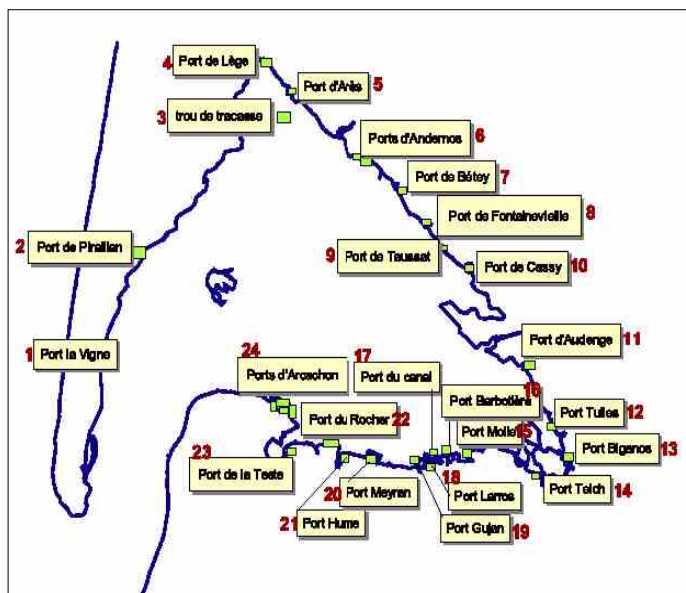 4 Port de Lège
Port d'Arès 5
3 trou de tracasse
Ports d'Andernos 6
Port de Bétey 7
Port de Fontainevieille 8
2 Port de Piraillan
9 Port de Taussat
Port de Cassy 10
1 Port la Vigne
Port d'Audenge 11
24 Ports d'Arcachon
17 Port du canal
Port Barbotière 16
Port Tuiles 12
Port du Rocher 22
Port Molle 15
23 Port de la Teste
Port Biganos 13
20 Port Meyran
18 Port Larros
Port Teich 14
21 Port Hume
Port Gujan 19